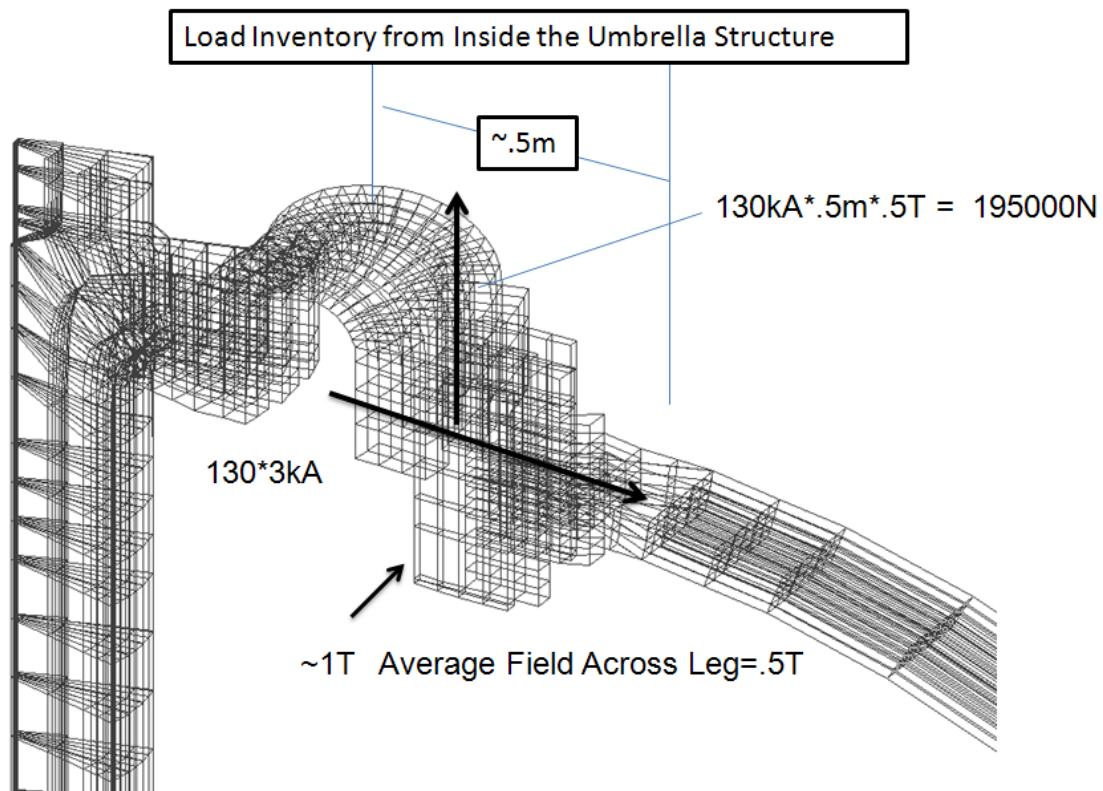 Load Inventory from Inside the Umbrella Structure
~.5m
130kA*.5m*.5T = 195000N
130*3kA
~1T Average Field Across Leg=.5T